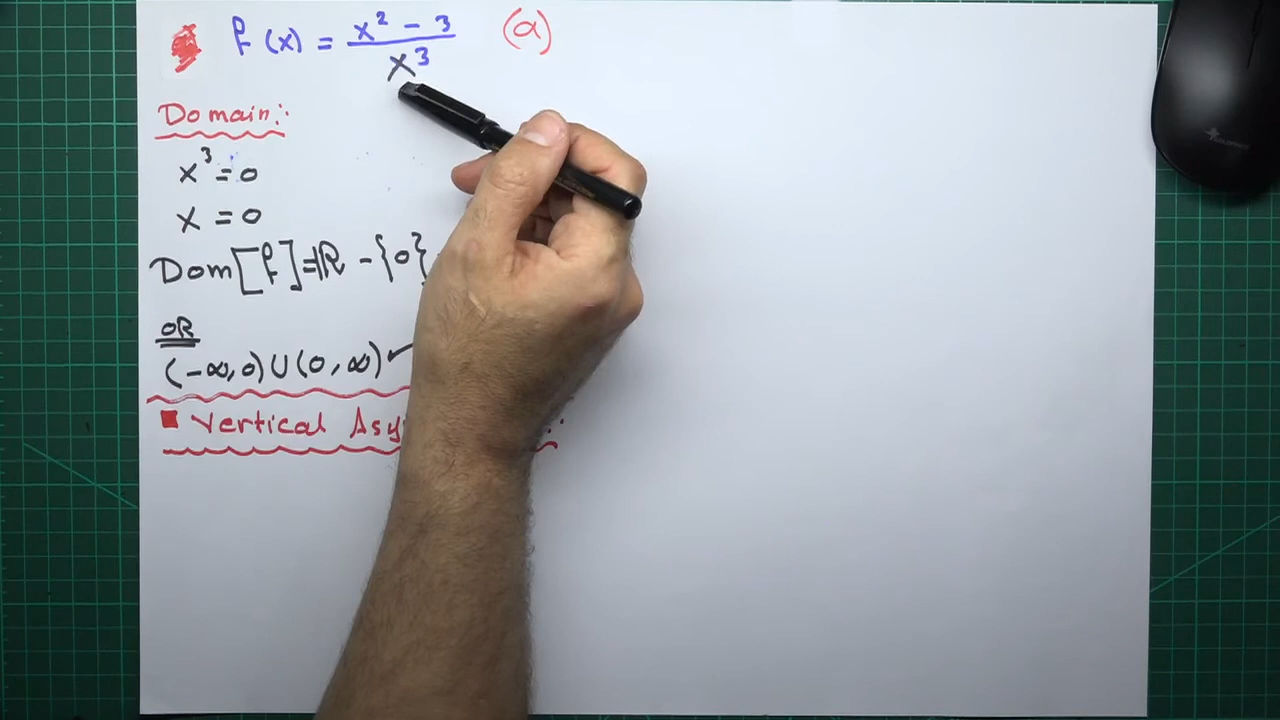 f(x) = x² - 3 / x³ (a)
Domain:
x³ = 0
x = 0
Dom[f]=ℝ - {0}
OR
(-∞,0)∪(0,∞)✓
Vertical